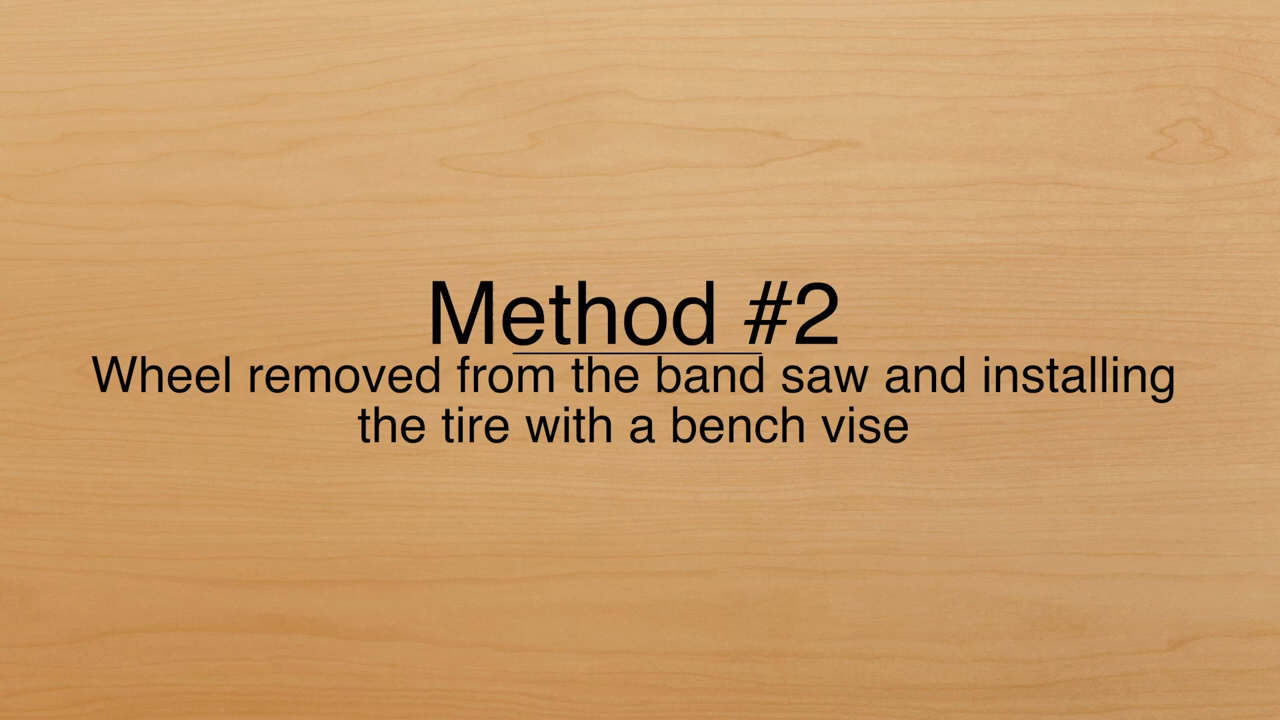 Method #2
Wheel removed from the band saw and installing
the tire with a bench vise